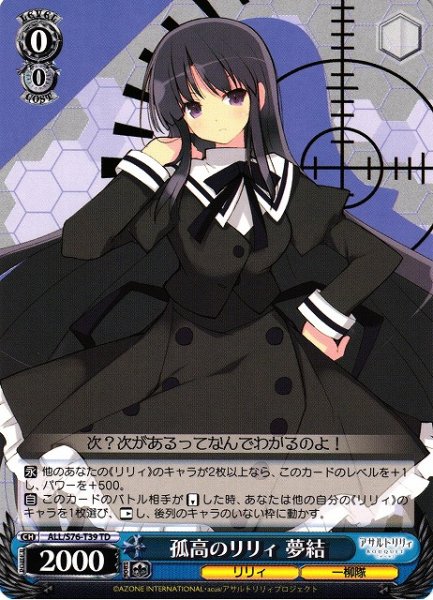 LEVEL
0
0
COST
次?次があるってなんでわかるのよ!
永 他のあなたの《リリィ》のキャラが2枚以上なら、このカードのレベルを+1
し、パワーを+500。
自 このカードのバトル相手が した時、あなたは他の自分の《リリィ》の
キャラを1枚選び、 し、後列のキャラのいない枠に動かす。
CH ALL/S76-T39 TD
2000
孤高のリリィ 夢結
リリィ
一柳隊
アサルトリリィ
BOUQUET
©AZONE INTERNATIONAL・acus/アサルトリリィプロジェクト